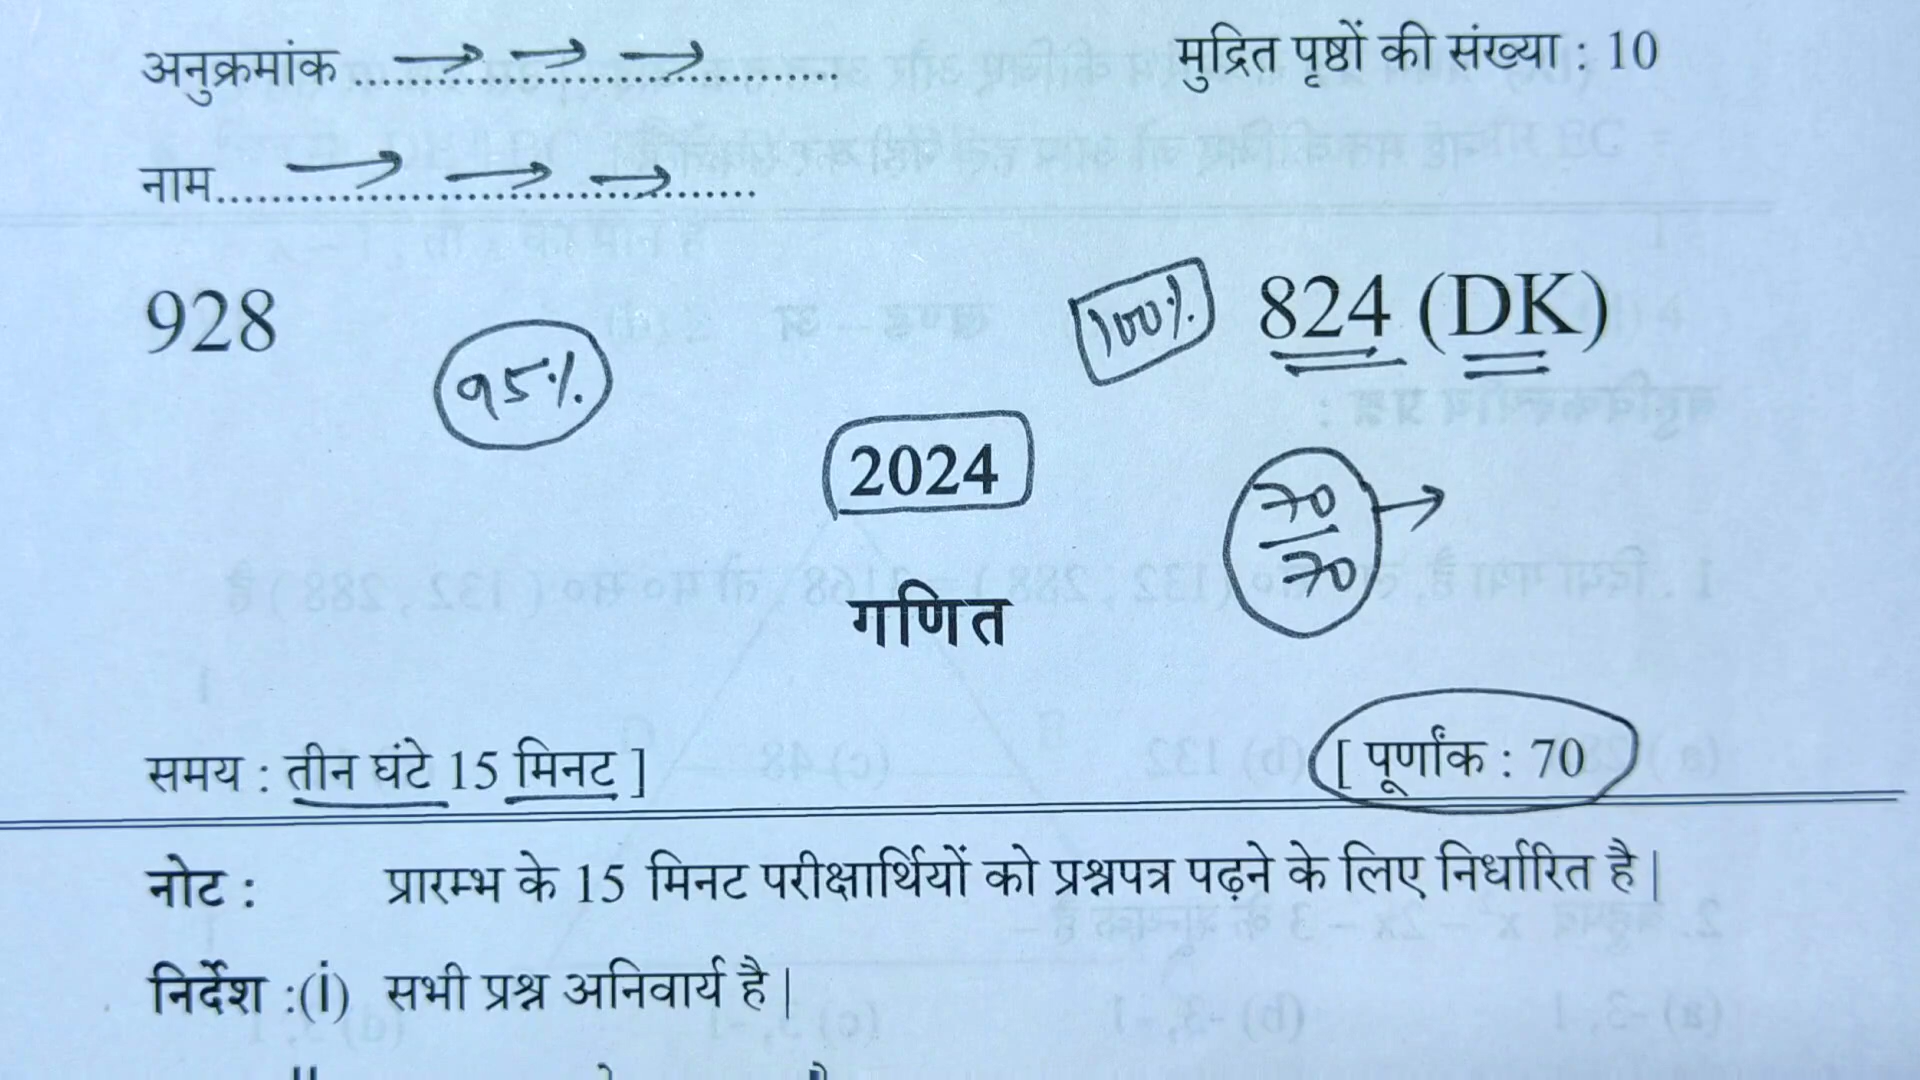 अनुक्रमांक ........................................ मुद्रित पृष्ठों की संख्या : 10
नाम.............................................
928 100% 824 (DK)
95%
2024
70/70
गणित
समय : तीन घंटे 15 मिनट ] [ पूर्णांक : 70
नोट : प्रारम्भ के 15 मिनट परीक्षार्थियों को प्रश्नपत्र पढ़ने के लिए निर्धारित है |
निर्देश :(i) सभी प्रश्न अनिवार्य है |